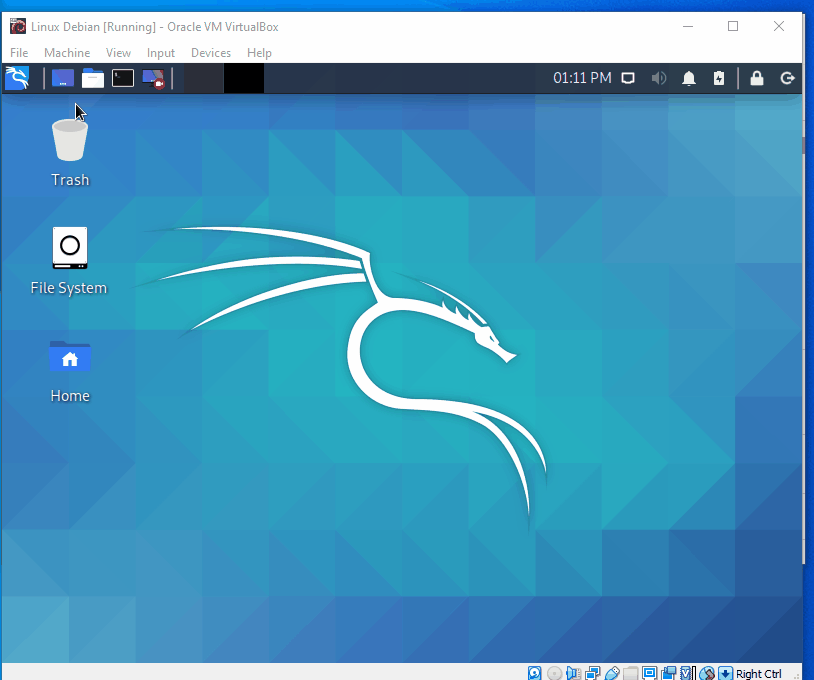 Linux Debian [Running] - Oracle VM VirtualBox
File Machine View Input Devices Help
01:11 PM
Trash
File System
Home
Right Ctrl